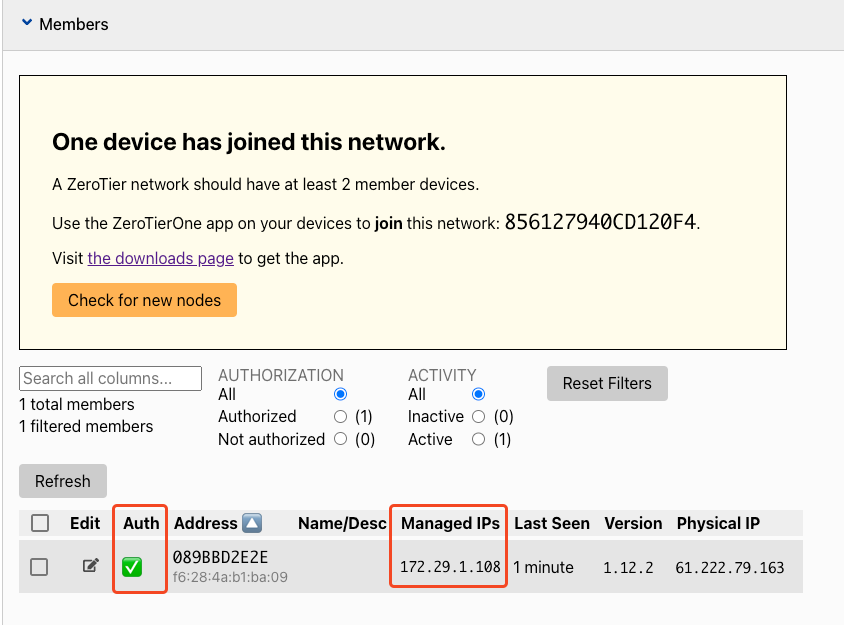 Members
One device has joined this network.
A ZeroTier network should have at least 2 member devices.
Use the ZeroTierOne app on your devices to join this network: 856127940CD120F4.
Visit the downloads page to get the app.
Check for new nodes
Search all columns...
1 total members
1 filtered members
AUTHORIZATION
All
Authorized (1)
Not authorized (0)
ACTIVITY
All
Inactive (0)
Active (1)
Reset Filters
Refresh
Edit Auth Address Name/Desc Managed IPs Last Seen Version Physical IP
089BBD2E2E 172.29.1.108 1 minute 1.12.2 61.222.79.163
f6:28:4a:b1:ba:09